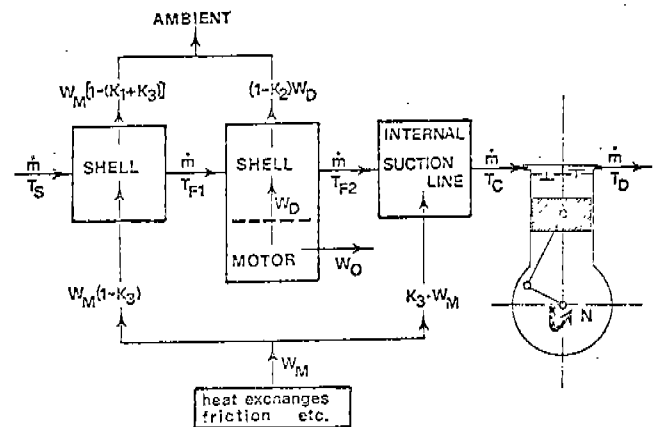 AMBIENT
W_M[1-(K_1+K_3)]
(1-K_2)W_D
ṁ
T_S
SHELL
ṁ
T_F1
SHELL
W_D
MOTOR
ṁ
T_F2
W_O
INTERNAL
SUCTION
LINE
ṁ
T_C
ṁ
T_D
W_M(1-K_3)
K_3·W_M
N
W_M
heat exchanges
friction etc.